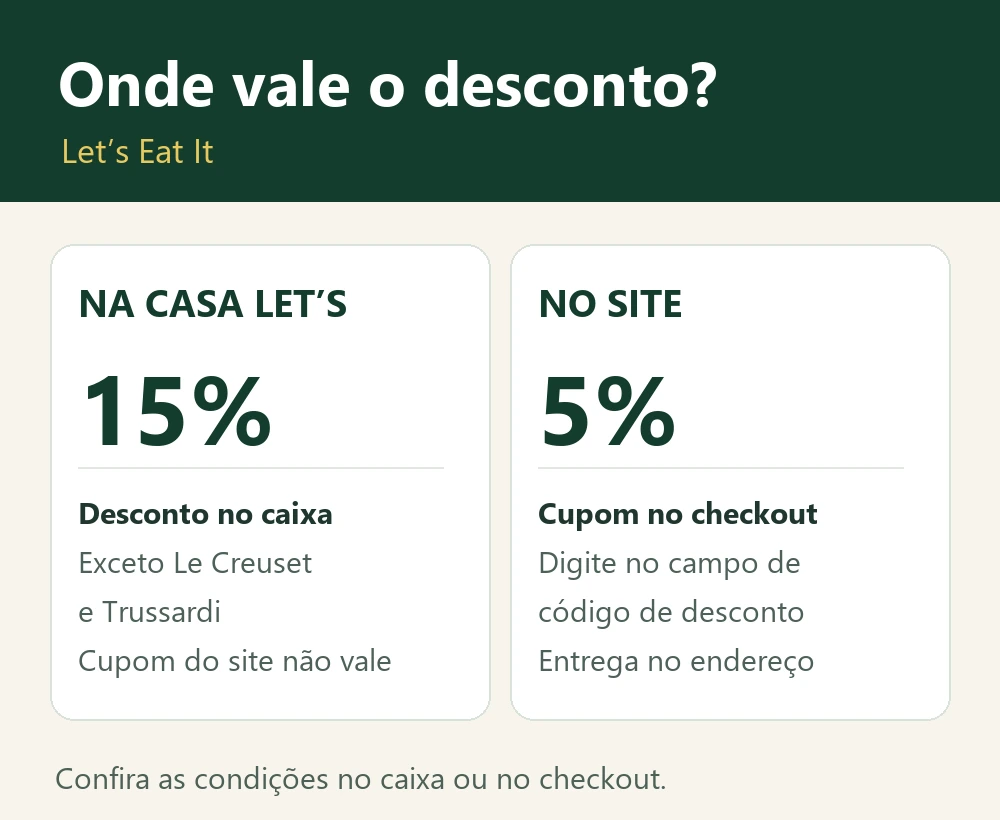 Onde vale o desconto?
Let’s Eat It
NA CASA LET’S
15%
Desconto no caixa
Exceto Le Creuset
e Trussardi
Cupom do site não vale
NO SITE
5%
Cupom no checkout
Digite no campo de
código de desconto
Entrega no endereço
Confira as condições no caixa ou no checkout.